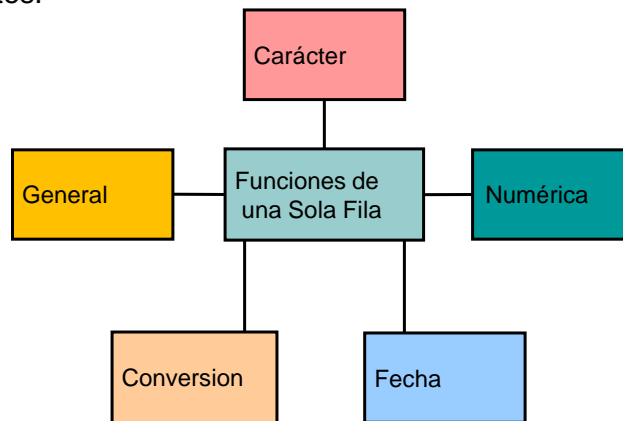 Carácter
General
Funciones de
una Sola Fila
Numérica
Conversion
Fecha